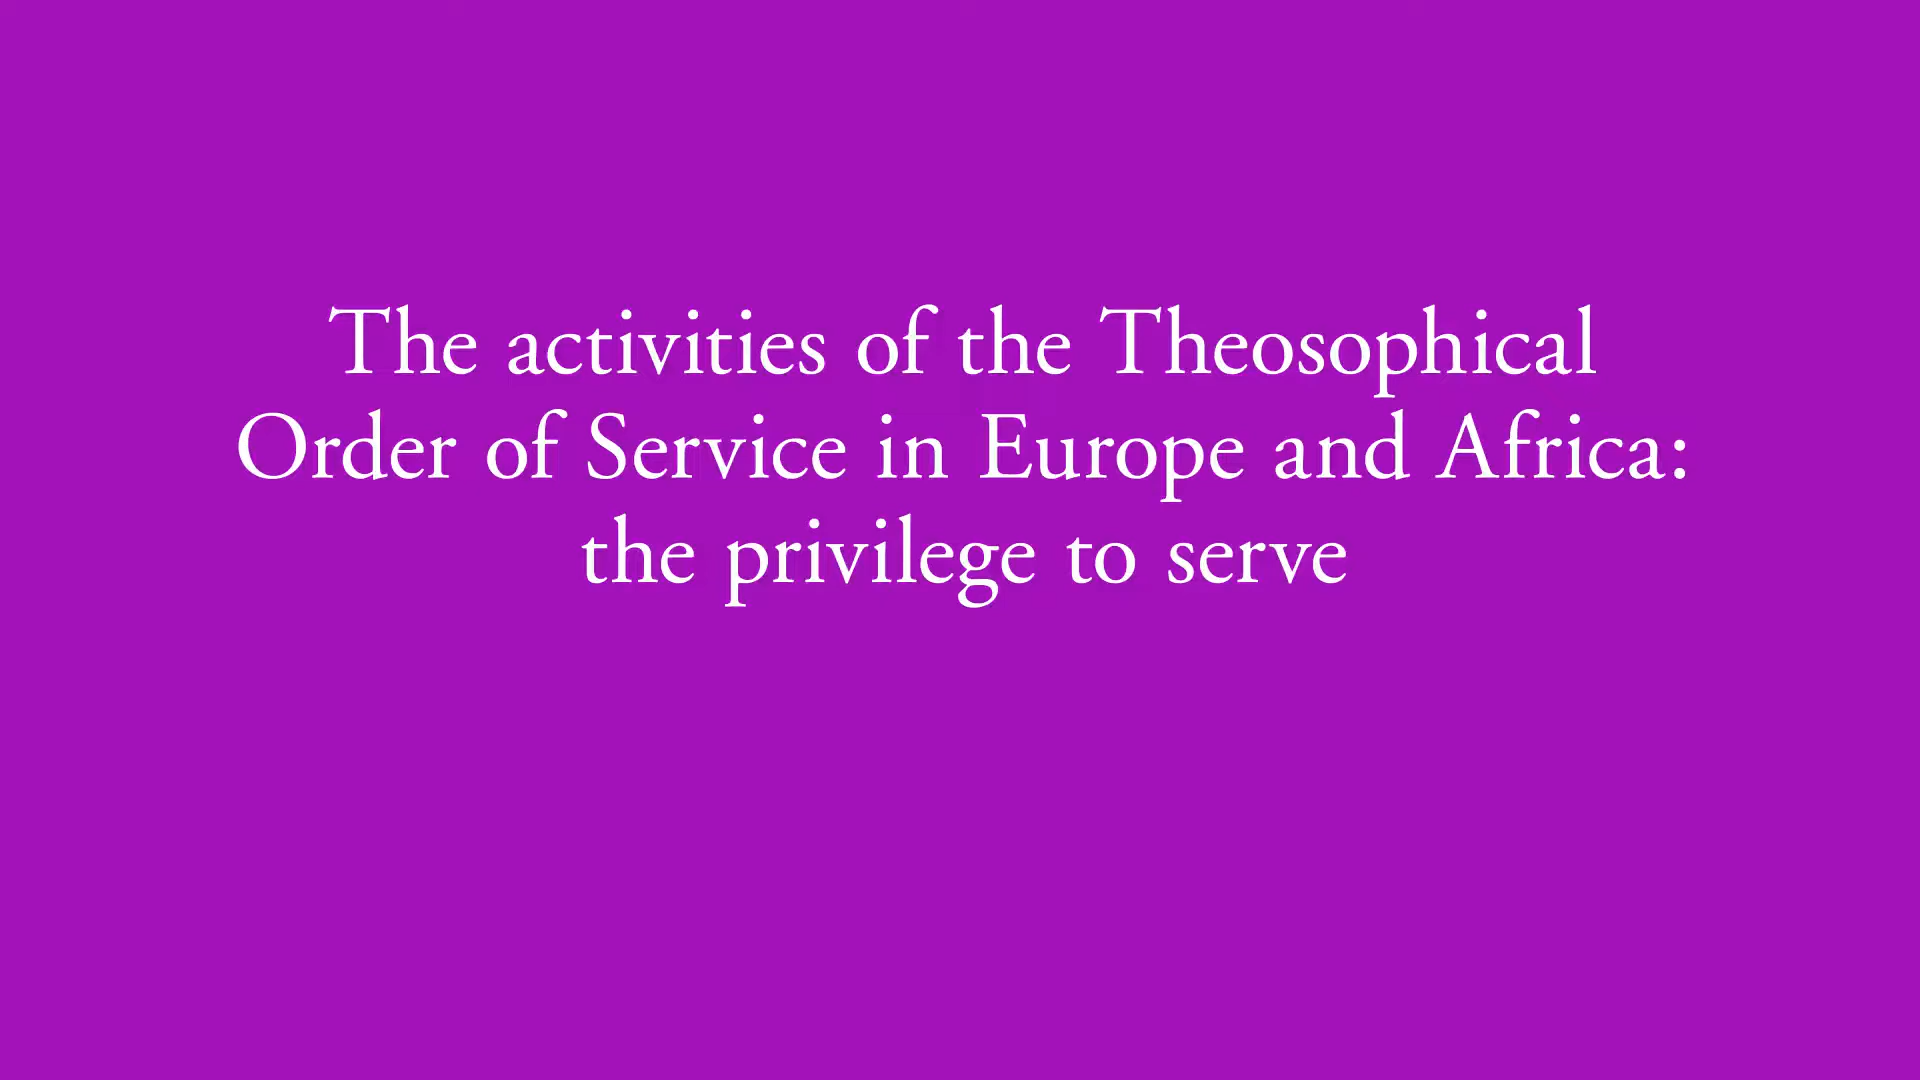 The activities of the Theosophical
Order of Service in Europe and Africa:
the privilege to serve